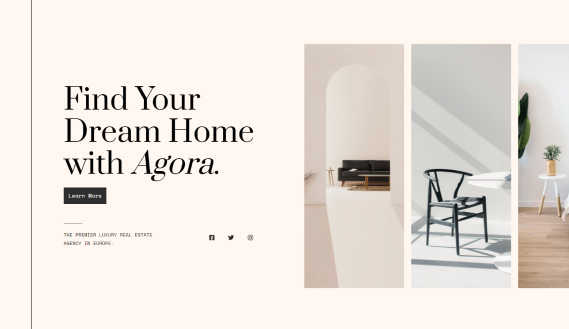 Find Your
Dream Home
with Agora.
Learn More
THE PREMIER LUXURY REAL ESTATE
AGENCY IN EUROPE.